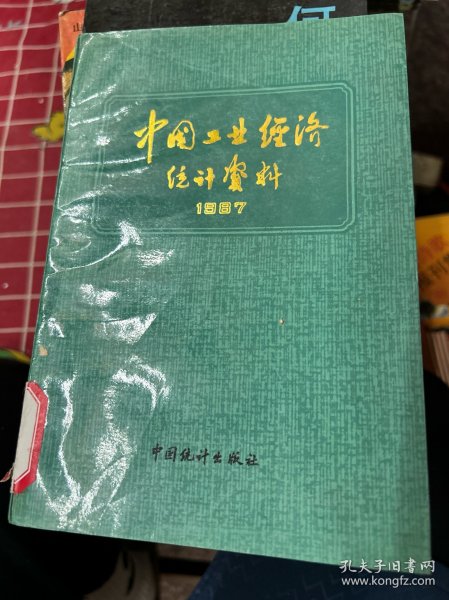 中国工业经济
统计资料
1987
中国统计出版社
孔夫子旧书网
www.kongfz.com